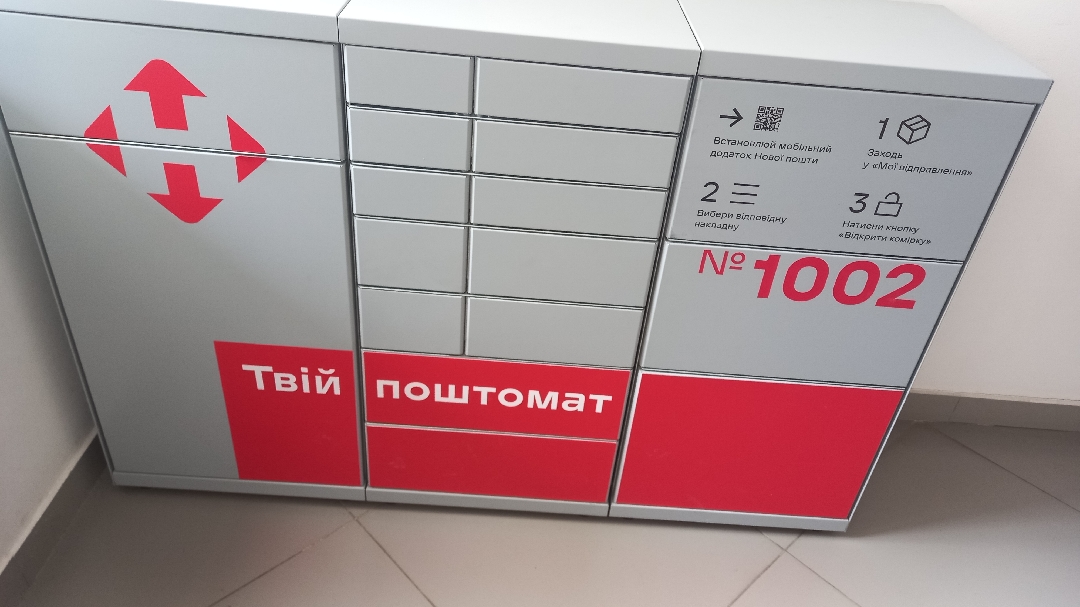 Встановлюй мобільний
додаток Нової пошти
1
Заходь
у «Мої відправлення»
2
Вибери відповідну
накладну
3
Натисни кнопку
«Відкрити комірку»
№1002
Твій поштомат